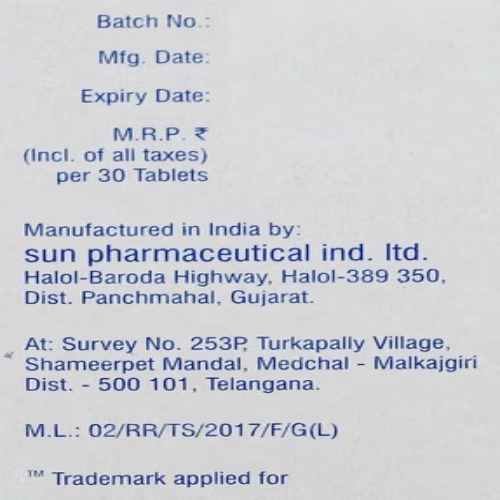 Batch No.:
Mfg. Date:
Expiry Date:
M.R.P. ₹
(Incl. of all taxes)
per 30 Tablets
Manufactured in India by:
sun pharmaceutical ind. ltd.
Halol-Baroda Highway, Halol-389 350,
Dist. Panchmahal, Gujarat.
At: Survey No. 253P, Turkapally Village,
Shameerpet Mandal, Medchal - Malkajgiri
Dist. - 500 101, Telangana.
M.L.: 02/RR/TS/2017/F/G(L)
™ Trademark applied for